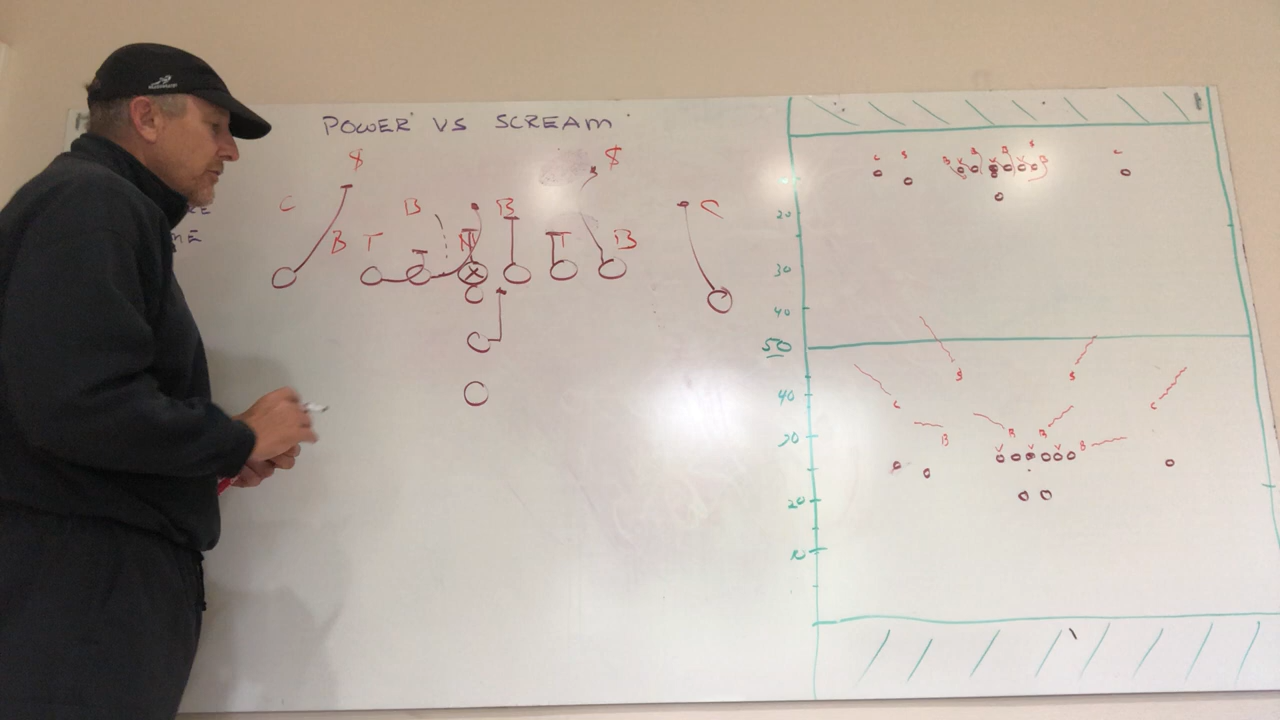 POWER VS SCREAM
$ $
C B B C
B T N T B
C
C
20
30
40
50
40
30
20
10
C S B B B S B C
S S
C C
B B B B
V V V